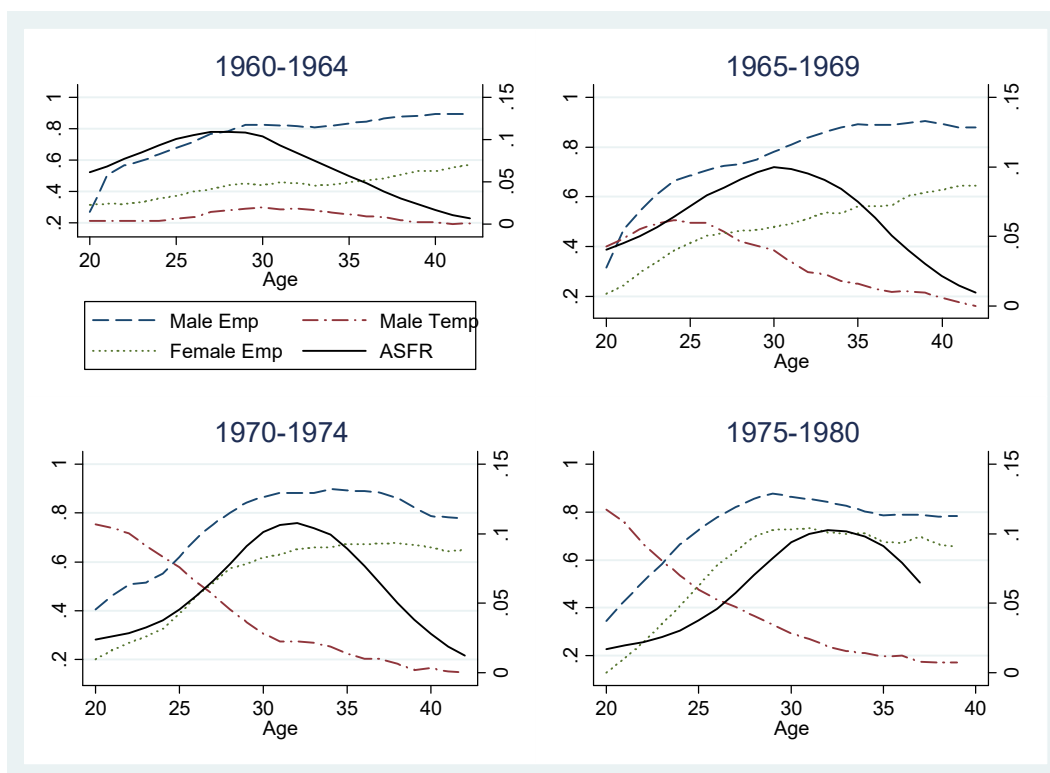 1960-1964
1 .8 .6 .4 .2
.15 .1 .05 0
20 25 30 35 40
Age
Male Emp Male Temp
Female Emp ASFR
1965-1969
1 .8 .6 .4 .2
.15 .1 .05 0
20 25 30 35 40
Age
1970-1974
1 .8 .6 .4 .2
.15 .1 .05 0
20 25 30 35 40
Age
1975-1980
1 .8 .6 .4 .2
.15 .1 .05 0
20 25 30 35 40
Age